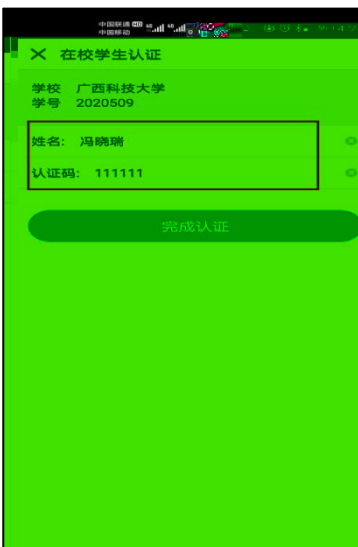 中国联通 HD
中国移动
在校学生认证
学校 广西科技大学
学号 2020509
姓名: 冯晓瑞
认证码: 111111
完成认证